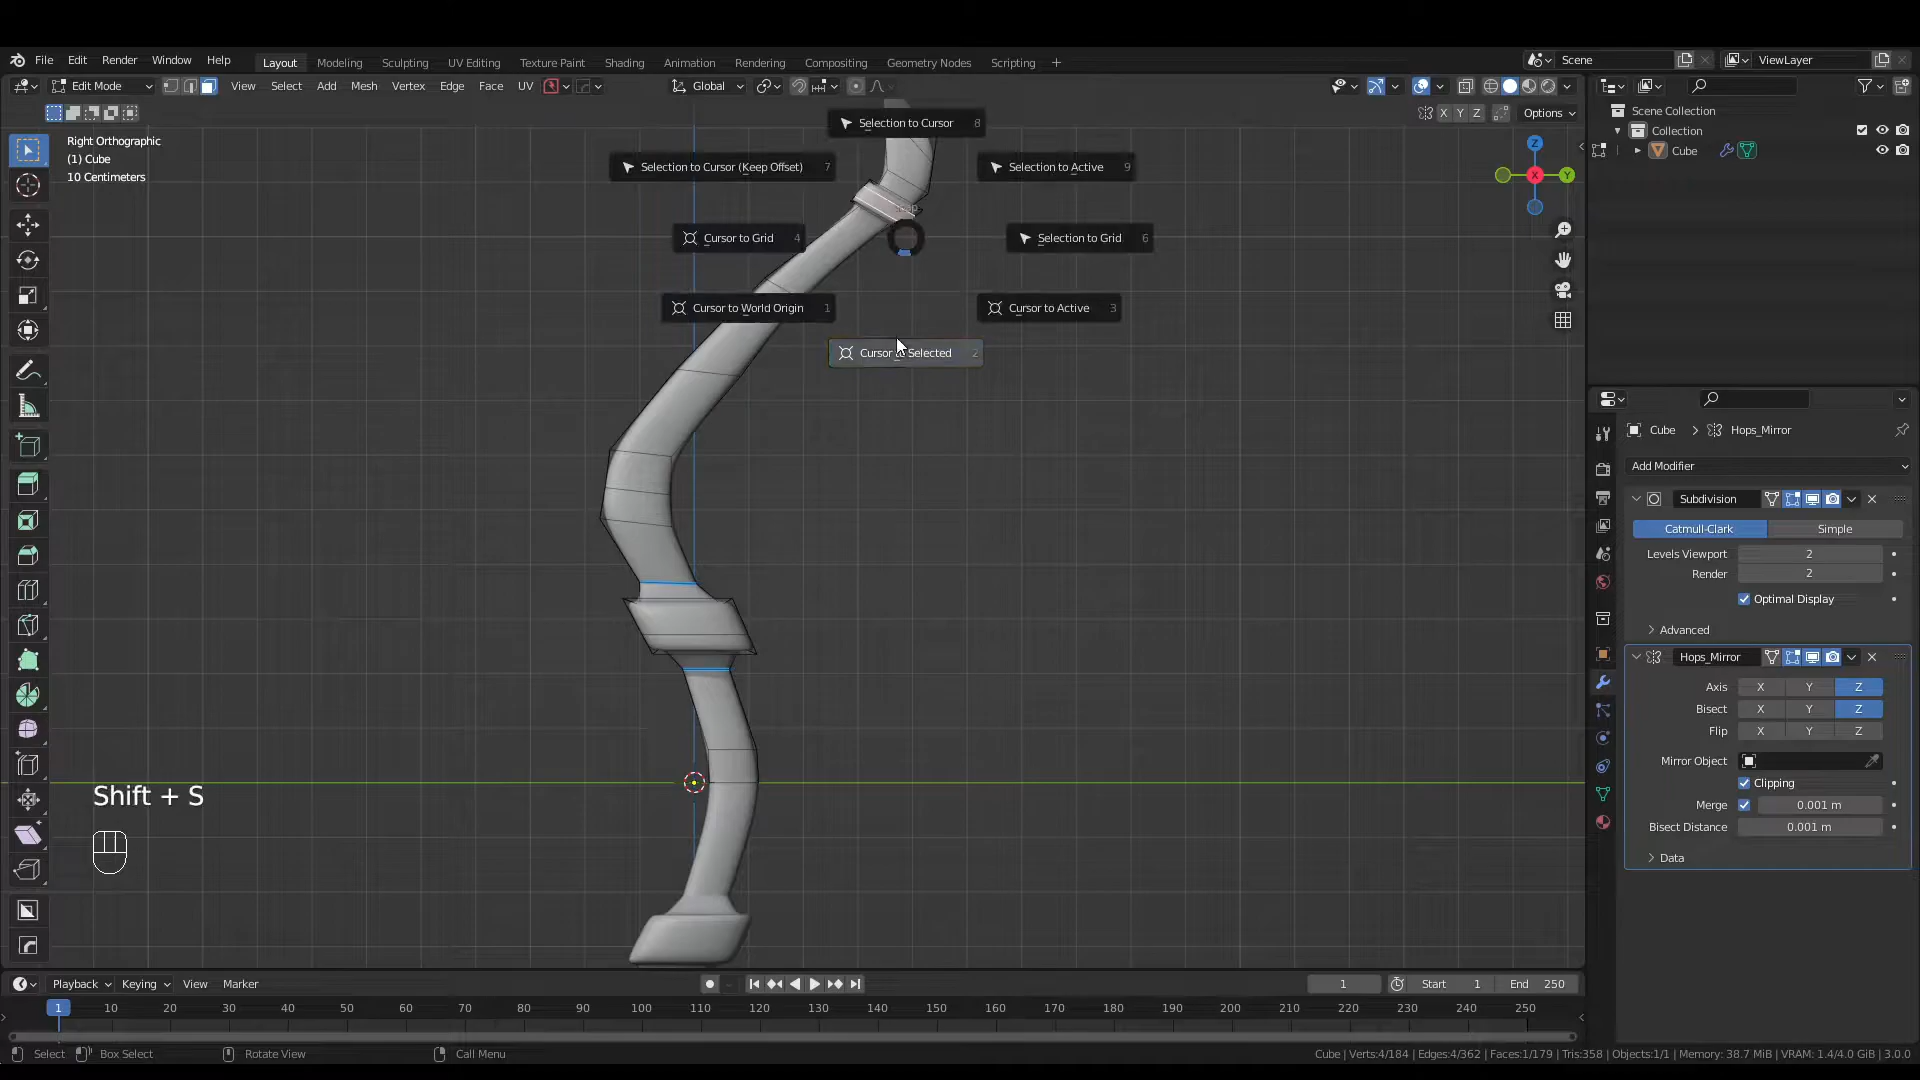 File Edit Render Window Help Layout Modeling Sculpting UV Editing Texture Paint Shading Animation Rendering Compositing Geometry Nodes Scripting + Scene ViewLayer
Edit Mode View Select Add Mesh Vertex Edge Face UV Global
X Y Z Options
Right Orthographic
(1) Cube
10 Centimeters
Selection to Cursor 8
Selection to Cursor (Keep Offset) 7
Selection to Active 9
Cursor to Grid 4
Selection to Grid 6
Cursor to World Origin 1
Cursor to Active 3
Cursor to Selected 2
Z
X
Y
Shift + S
Scene Collection
Collection
Cube
Cube > Hops_Mirror
Add Modifier
Subdivision
Catmull-Clark Simple
Levels Viewport 2
Render 2
Optimal Display
Advanced
Hops_Mirror
Axis X Y Z
Bisect X Y Z
Flip X Y Z
Mirror Object
Clipping
Merge 0.001 m
Bisect Distance 0.001 m
Data
Playback Keying View Marker 1 Start 1 End 250
1 10 20 30 40 50 60 70 80 90 100 110 120 130 140 150 160 170 180 190 200 210 220 230 240 250
Select Box Select Rotate View Call Menu Cube | Verts:4/184 | Edges:4/362 | Faces:1/179 | Tris:358 | Objects:1/1 | Memory: 38.7 MiB | VRAM: 1.4/4.0 GiB | 3.0.0